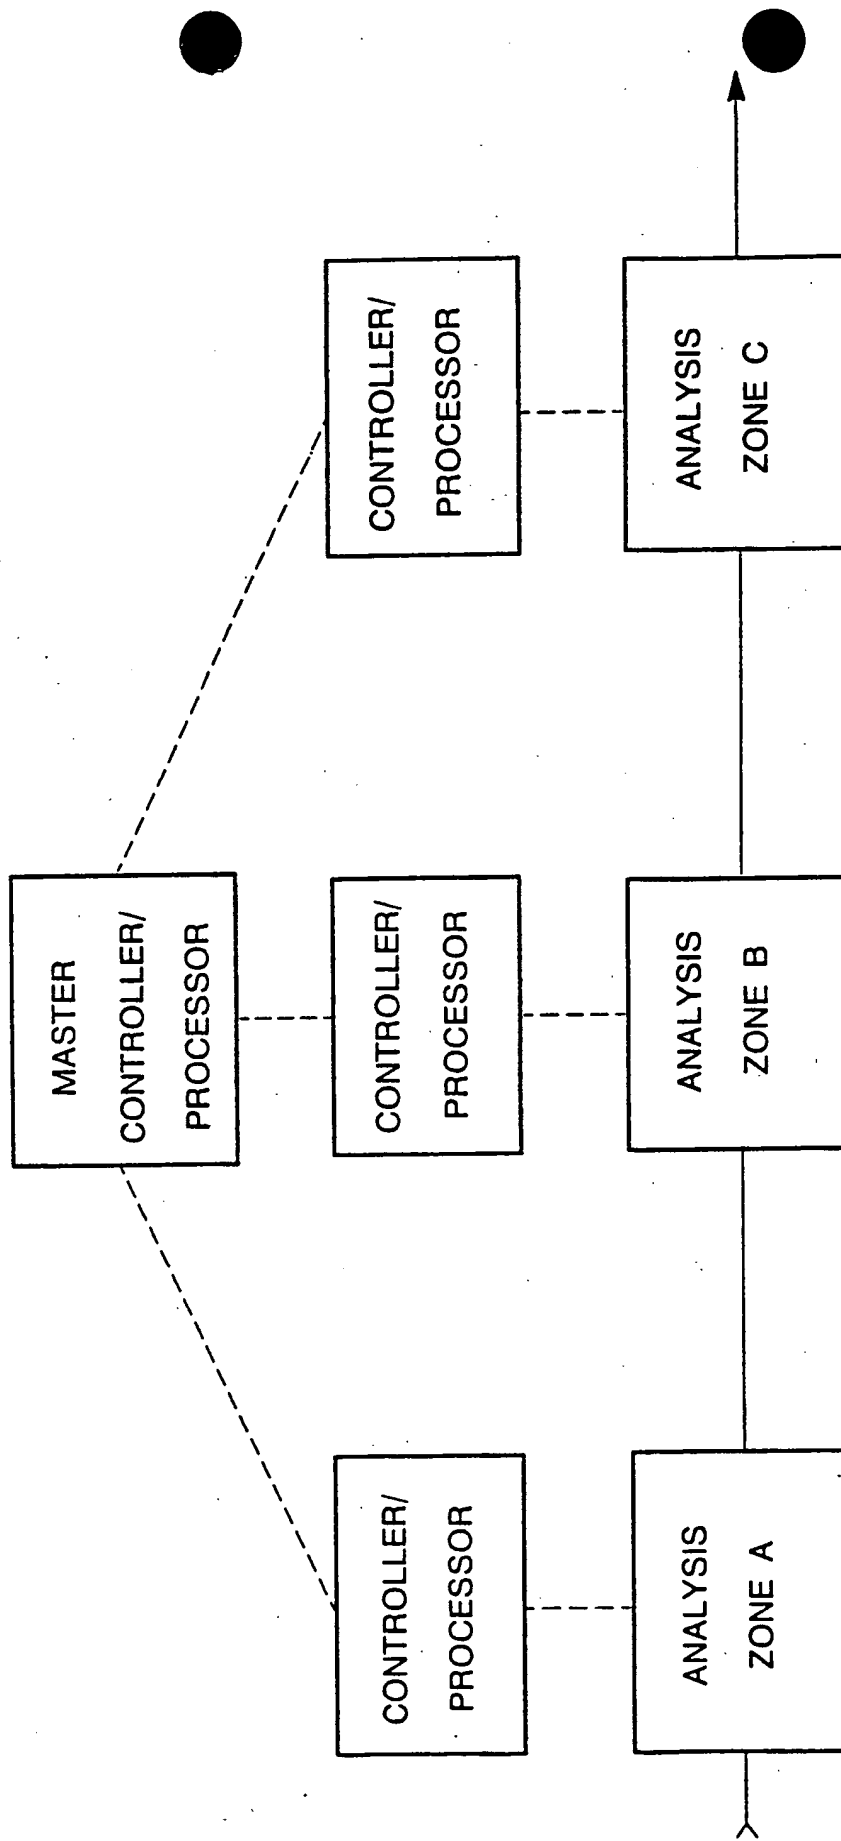 MASTER
CONTROLLER/
PROCESSOR
CONTROLLER/
PROCESSOR
CONTROLLER/
PROCESSOR
CONTROLLER/
PROCESSOR
ANALYSIS
ZONE A
ANALYSIS
ZONE B
ANALYSIS
ZONE C